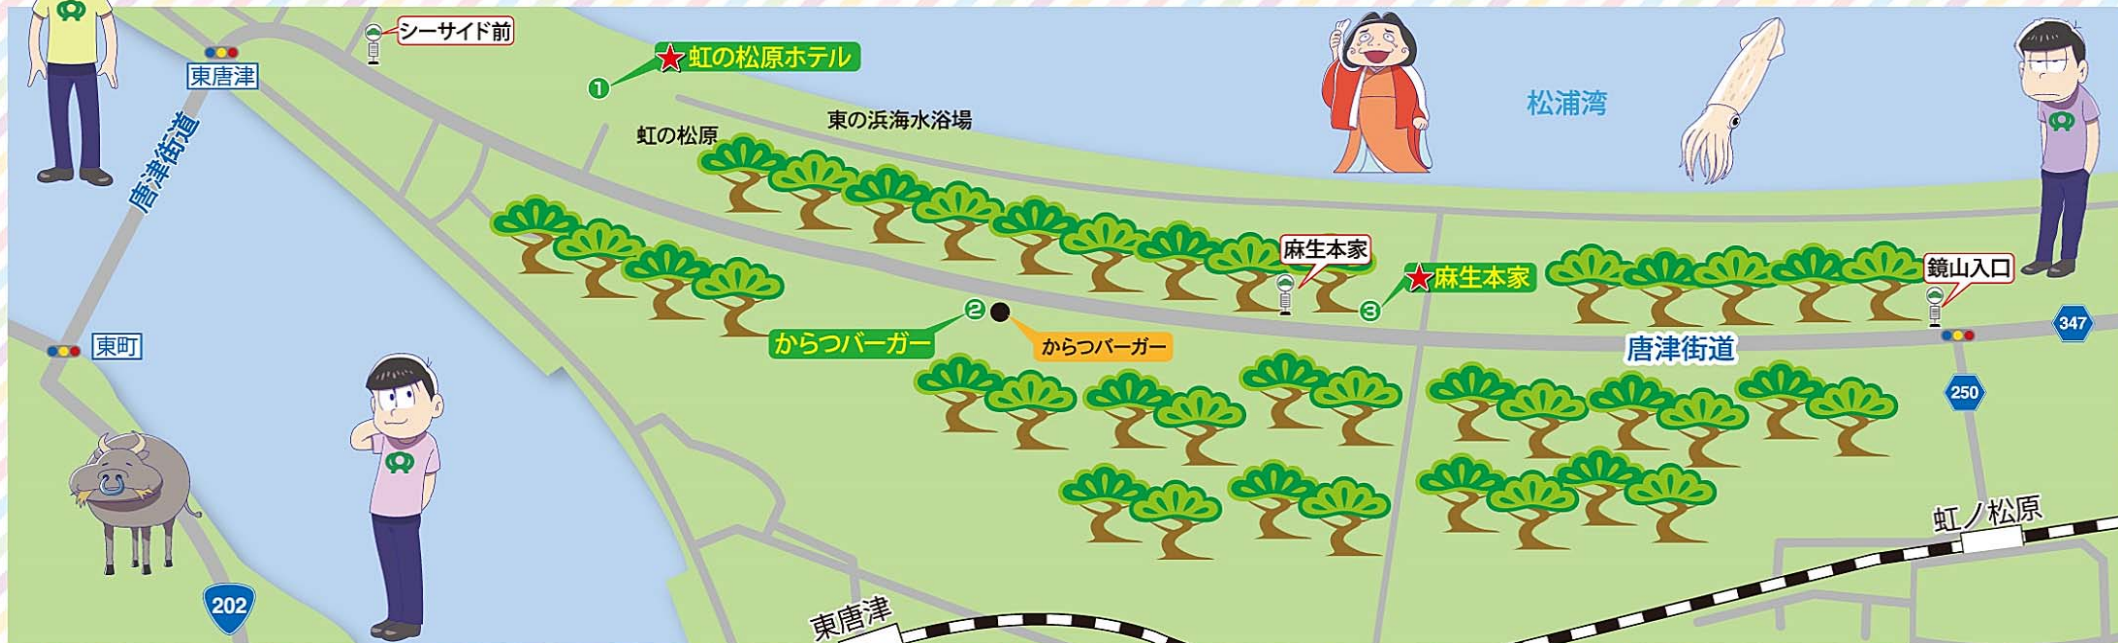 シーサイド前
東唐津
虹の松原ホテル
①
唐津街道
虹の松原
東の浜海水浴場
松浦湾
麻生本家
麻生本家
③
鏡山入口
②
からつバーガー
からつバーガー
唐津街道
347
東町
250
虹ノ松原
202
東唐津